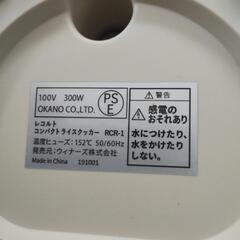 100V 300W
OKANO CO.,LTD.
PS
E
レコルト
コンパクトライスクッカー RCR-1
温度ヒューズ：152℃ 50/60Hz
発売元：ウィナーズ株式会社
Made in China 191001
⚠警告
感電の
おそれあり
水につけたり、
水をかけたり
しない。